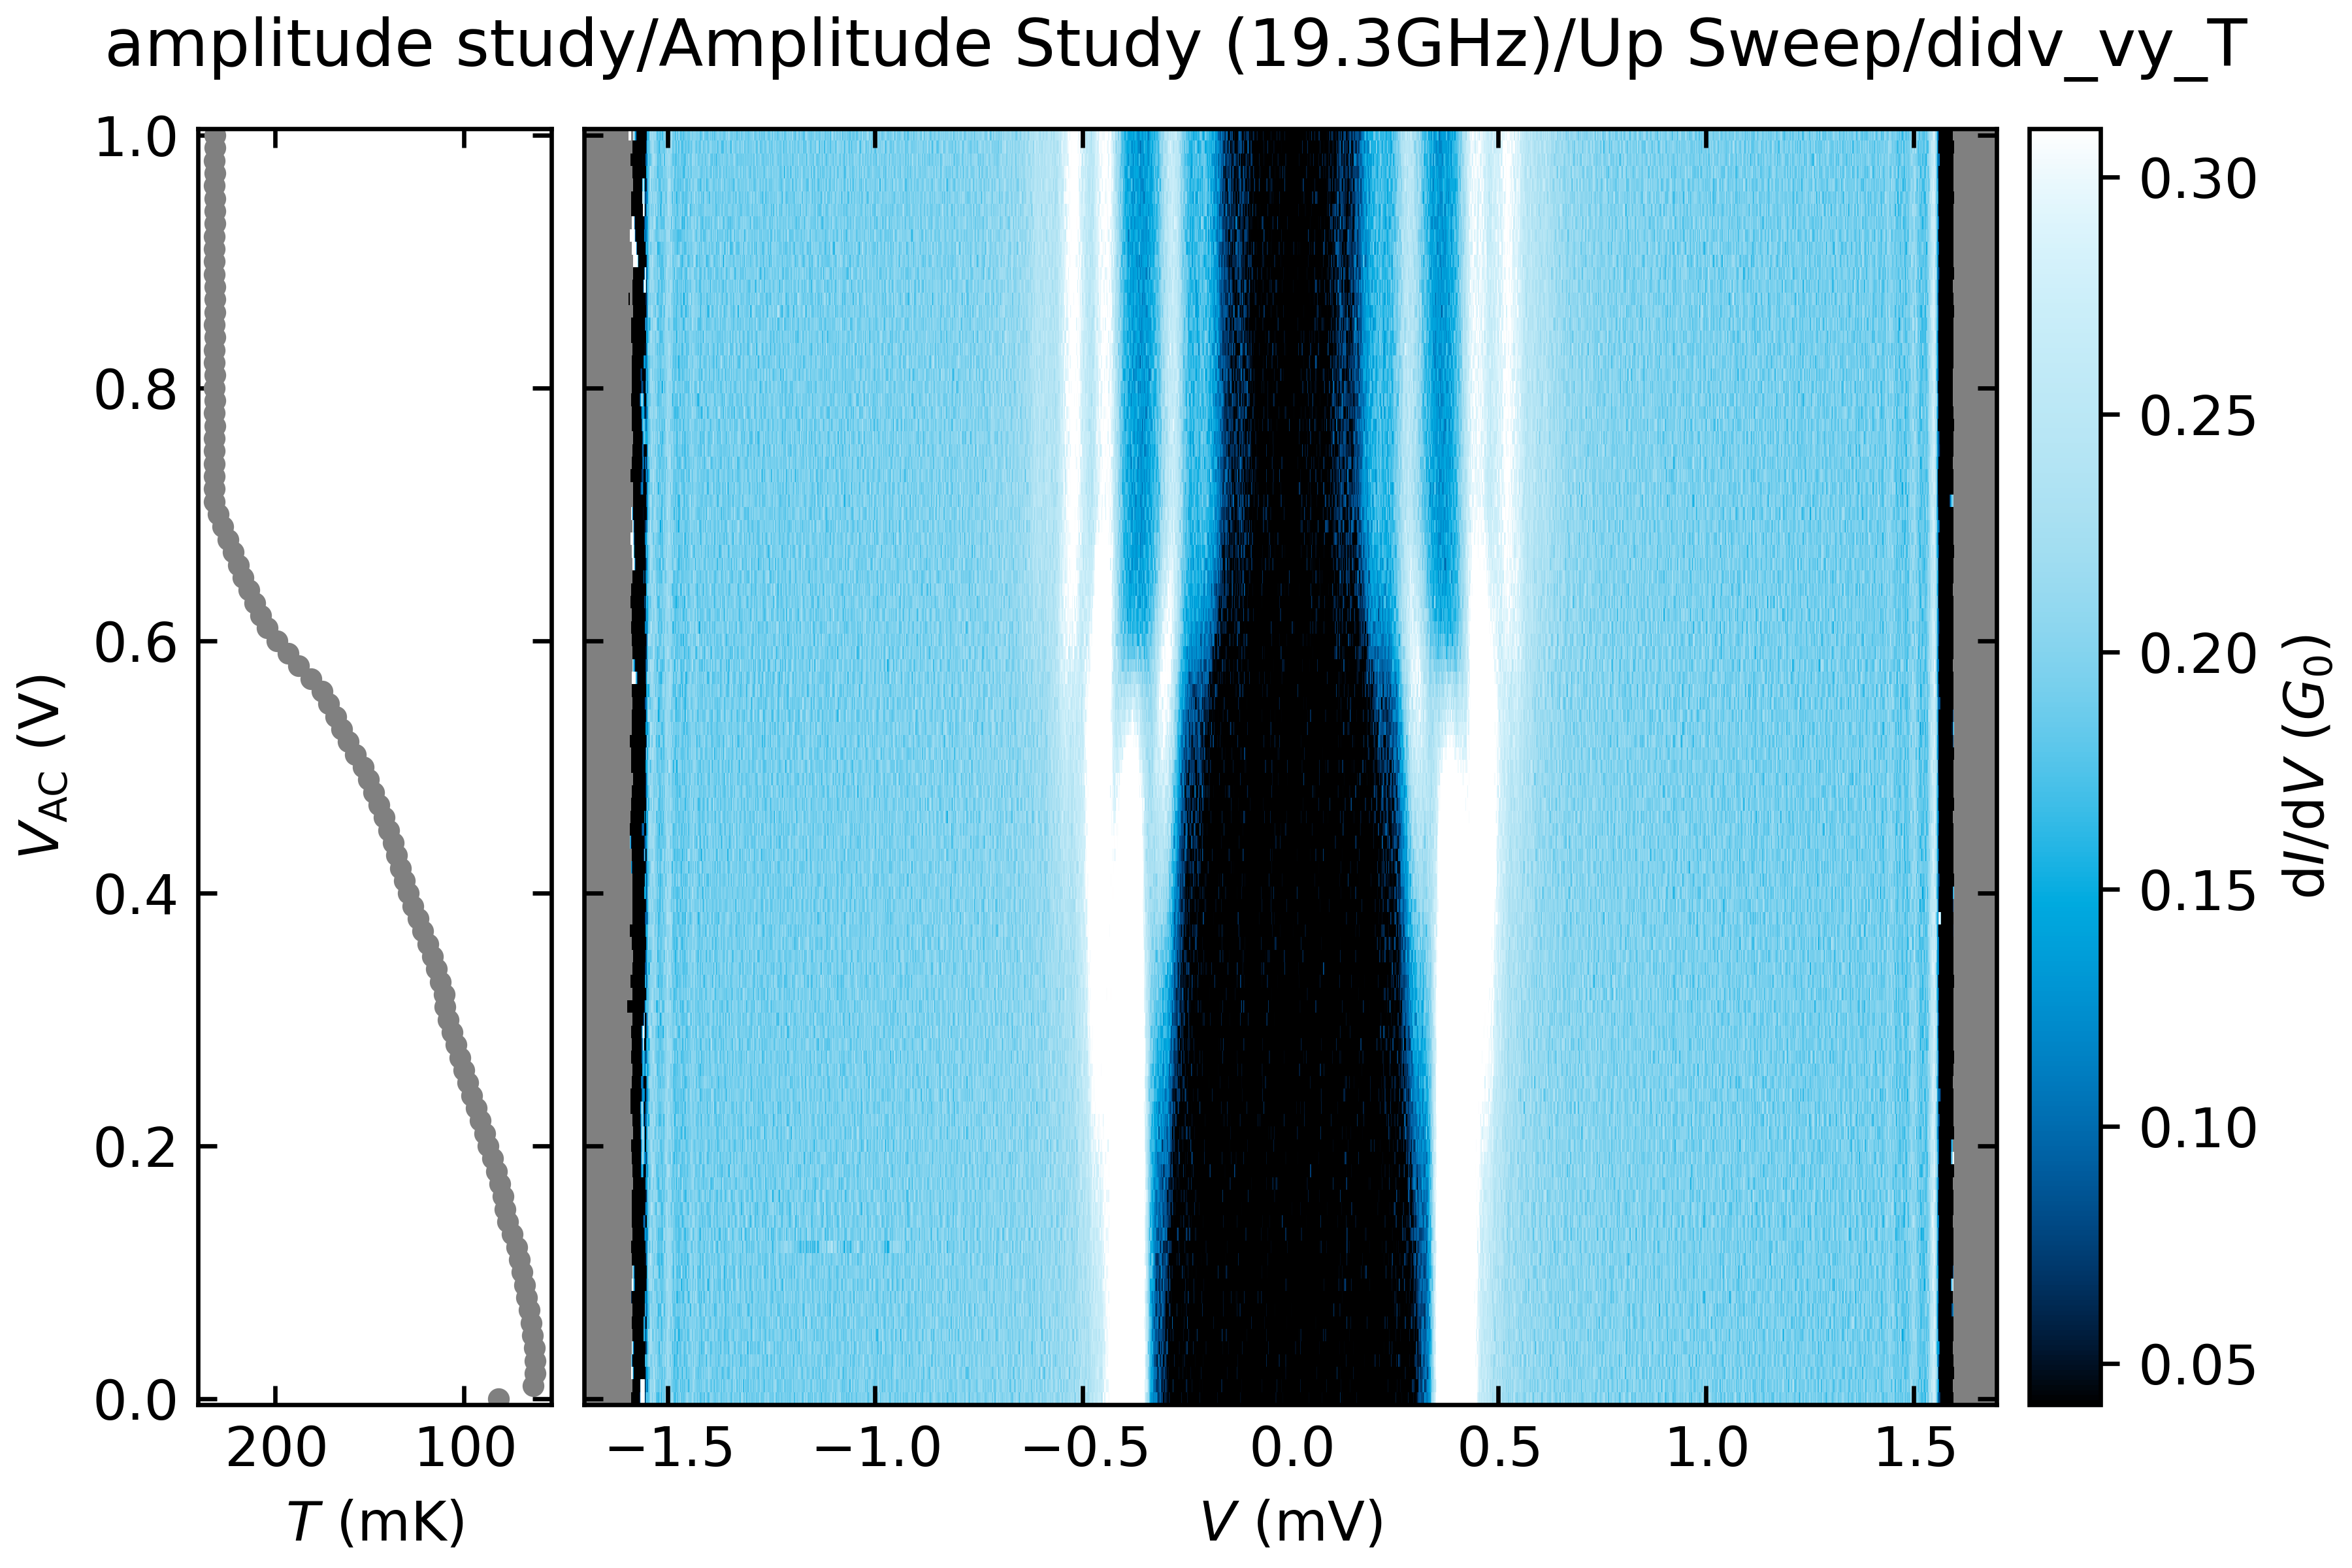 amplitude study/Amplitude Study (19.3GHz)/Up Sweep/didv_vy_T
1.0
0.8
0.6
0.4
0.2
0.0
V_AC (V)
200 100
T (mK)
−1.5 −1.0 −0.5 0.0 0.5 1.0 1.5
V (mV)
0.30
0.25
0.20
0.15
0.10
0.05
dI/dV (G₀)